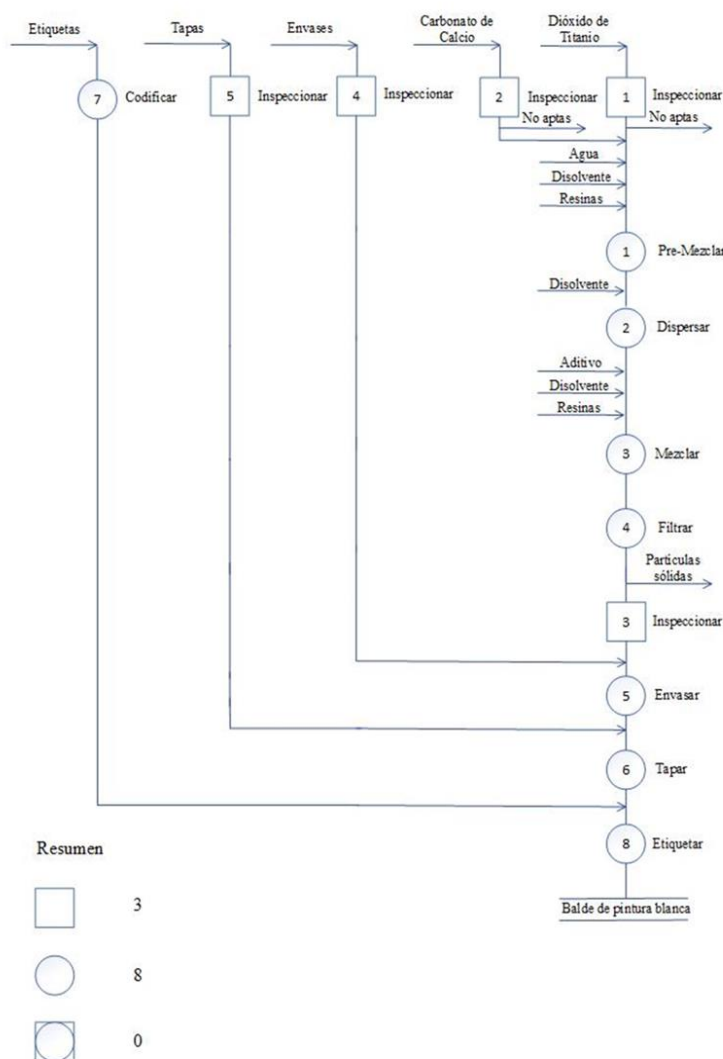 Etiquetas
Tapas
Envases
Carbonato de
Calcio
Dióxido de
Titanio
7
Codificar
5
Inspeccionar
4
Inspeccionar
2
Inspeccionar
1
Inspeccionar
No aptas
No aptas
Agua
Disolvente
Resinas
1
Pre-Mezclar
Disolvente
2
Dispersar
Aditivo
Disolvente
Resinas
3
Mezclar
4
Filtrar
Partículas
sólidas
3
Inspeccionar
5
Envasar
6
Tapar
8
Etiquetar
Balde de pintura blanca
Resumen
3
8
0